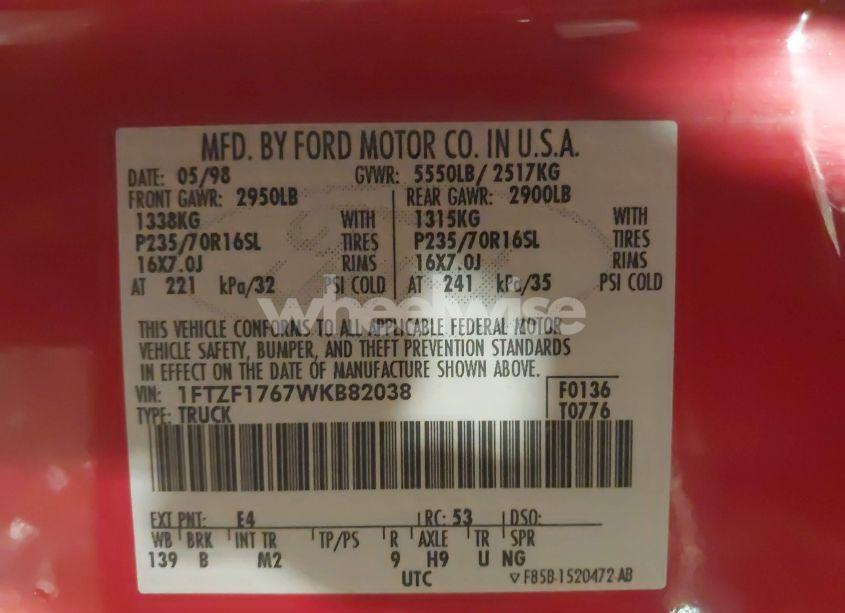 MFD. BY FORD MOTOR CO. IN U.S.A.
DATE: 05/98 GVWR: 5550LB/ 2517KG
FRONT GAWR: 2950LB REAR GAWR: 2900LB
1338KG WITH 1315KG WITH
P235/70R16SL TIRES P235/70R16SL TIRES
16X7.0J RIMS 16X7.0J RIMS
AT 221 kPa/32 PSI COLD AT 241 kPa/35 PSI COLD
wheelwise
THIS VEHICLE CONFORMS TO ALL APPLICABLE FEDERAL MOTOR
VEHICLE SAFETY, BUMPER, AND THEFT PREVENTION STANDARDS
IN EFFECT ON THE DATE OF MANUFACTURE SHOWN ABOVE.
VIN: 1FTZF1767WKB82038 F0136
TYPE: TRUCK T0776
EXT PNT: E4 RC: 53 DSO:
WB BRK INT TR TP/PS R AXLE TR SPR
139 B M2 9 H9 U NG
UTC F85B-1520472-AB